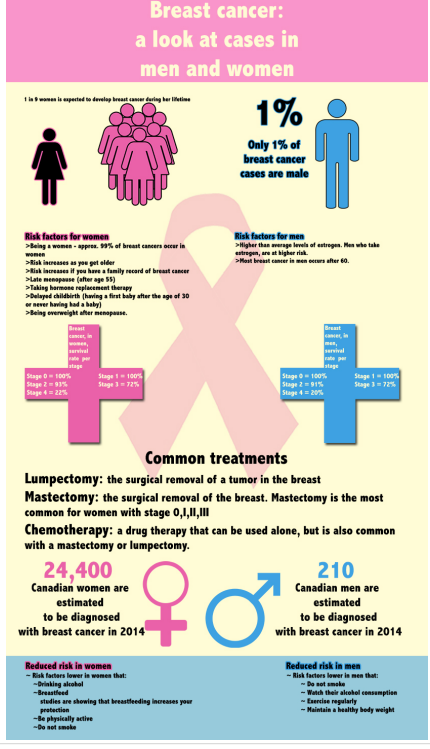 Breast cancer:
a look at cases in
men and women
1 in 9 women is expected to develop breast cancer during her lifetime
1%
Only 1% of
breast cancer
cases are male
Risk factors for women
>Being a women - approx. 99% of breast cancers occur in
women
>Risk increases as you get older
>Risk increases if you have a family record of breast cancer
>Late menopause (after age 55)
>Taking hormone replacement therapy
>Delayed childbirth (having a first baby after the age of 30
or never having had a baby)
>Being overweight after menopause.
Risk factors for men
>Higher than average levels of estrogen. Men who take
estrogen, are at higher risk.
>Most breast cancer in men occurs after 60.
Breast
cancer, in
women,
survival
rate per
stage
Stage 0 = 100%
Stage 1 = 100%
Stage 2 = 93%
Stage 3 = 72%
Stage 4 = 22%
Breast
cancer, in
men,
survival
rate per
stage
Stage 0 = 100%
Stage 1 = 100%
Stage 2 = 91%
Stage 3 = 72%
Stage 4 = 20%
Common treatments
Lumpectomy: the surgical removal of a tumor in the breast
Mastectomy: the surgical removal of the breast. Mastectomy is the most
common for women with stage 0,I,II,III
Chemotherapy: a drug therapy that can be used alone, but is also common
with a mastectomy or lumpectomy.
24,400
Canadian women are
estimated
to be diagnosed
with breast cancer in 2014
210
Canadian men are
estimated
to be diagnosed
with breast cancer in 2014
Reduced risk in women
~ Risk factors lower in women that:
~Drinking alcohol
~Breastfeed
studies are showing that breastfeeding increases your
protection
~Be physically active
~Do not smoke
Reduced risk in men
~ Risk factors lower in men that:
~ Do not smoke
~ Watch their alcohol consumption
~ Exercise regularly
~ Maintain a healthy body weight